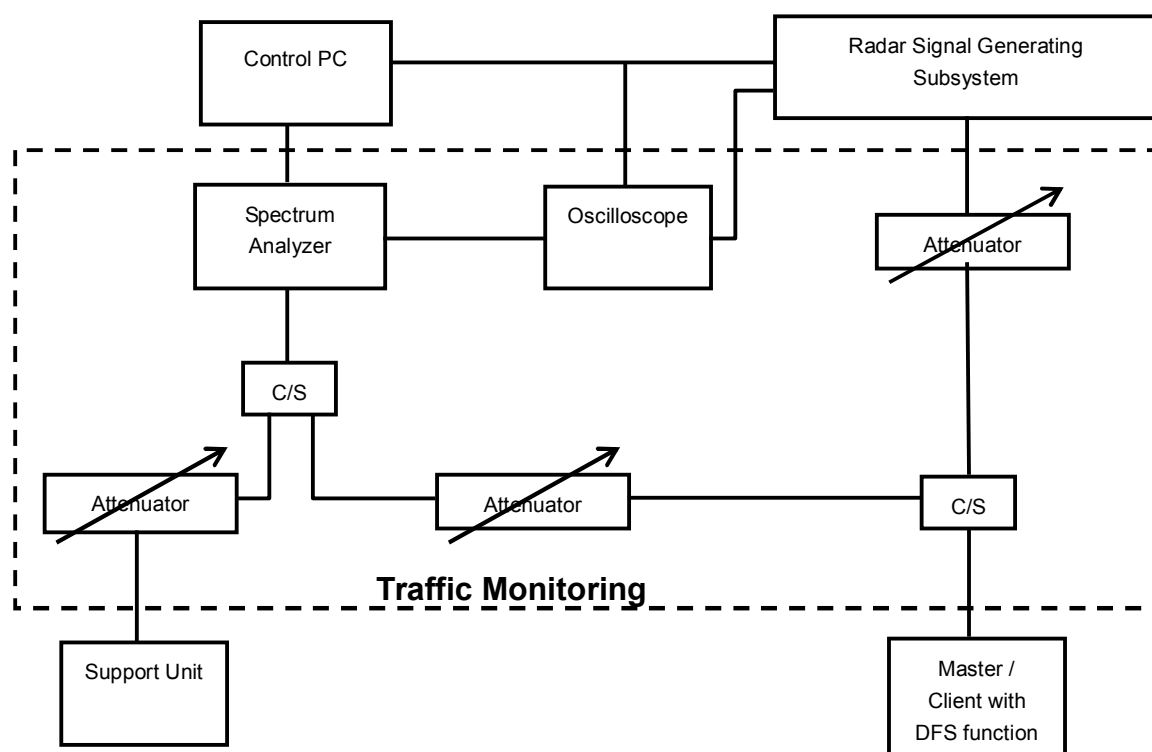 Control PC
Radar Signal Generating
Subsystem
Spectrum
Analyzer
Oscilloscope
Attenuator
C/S
Attenuator
Attenuator
C/S
Traffic Monitoring
Support Unit
Master /
Client with
DFS function